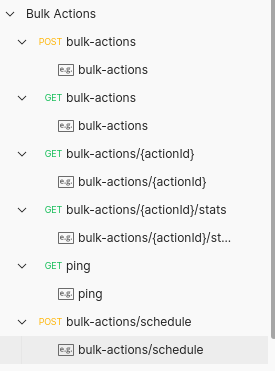 Bulk Actions
POST bulk-actions
e.g. bulk-actions
GET bulk-actions
e.g. bulk-actions
GET bulk-actions/{actionId}
e.g. bulk-actions/{actionId}
GET bulk-actions/{actionId}/stats
e.g. bulk-actions/{actionId}/st...
GET ping
e.g. ping
POST bulk-actions/schedule
e.g. bulk-actions/schedule